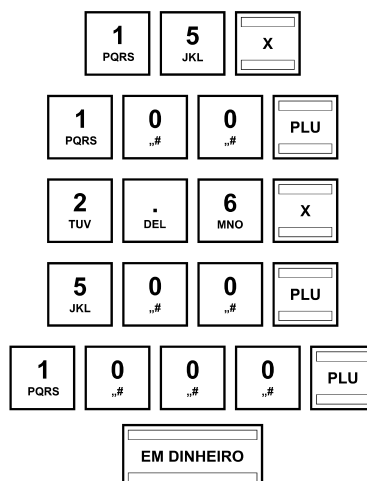 1 5 X
PQRS JKL
1 0 0 PLU
PQRS „# „#
2 . 6 X
TUV DEL MNO
5 0 0 PLU
JKL „# „#
1 0 0 0 PLU
PQRS „# „# „#
EM DINHEIRO